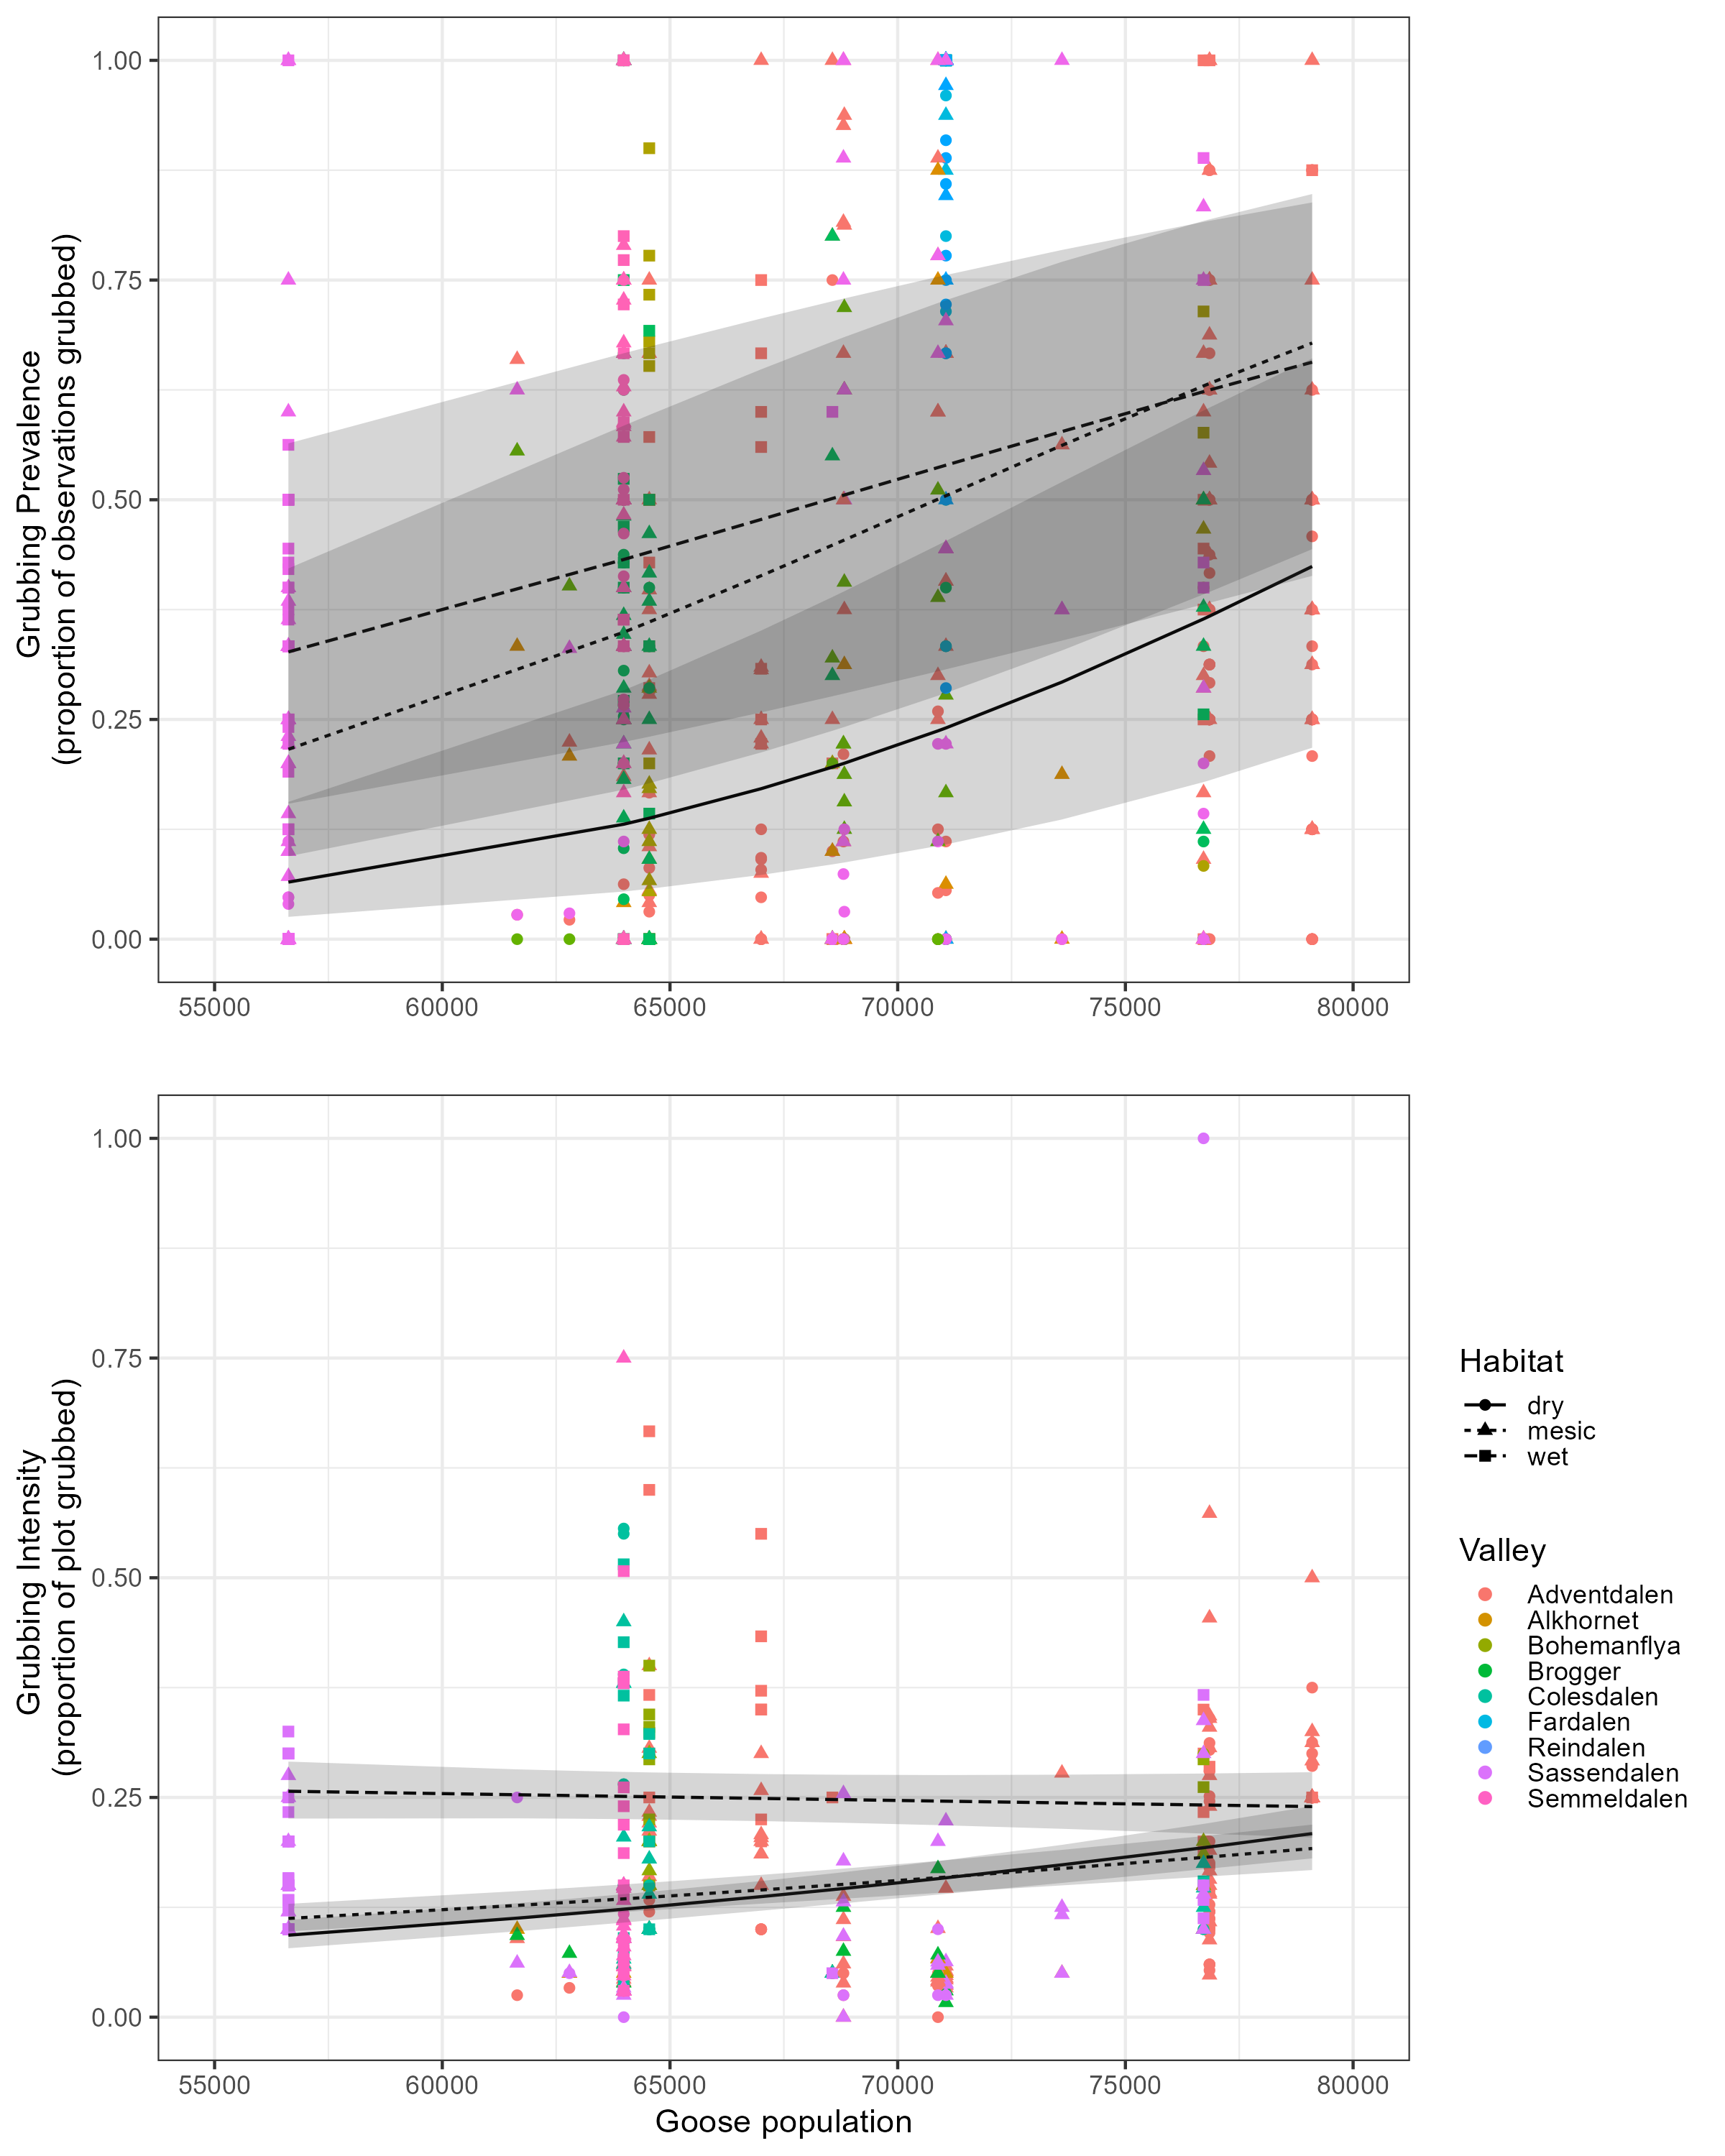 Grubbing Prevalence
(proportion of observations grubbed)
1.00
0.75
0.50
0.25
0.00
55000 60000 65000 70000 75000 80000
Grubbing Intensity
(proportion of plot grubbed)
1.00
0.75
0.50
0.25
0.00
55000 60000 65000 70000 75000 80000
Goose population
Habitat
dry
mesic
wet
Valley
Adventdalen
Alkhornet
Bohemanflya
Brogger
Colesdalen
Fardalen
Reindalen
Sassendalen
Semmeldalen